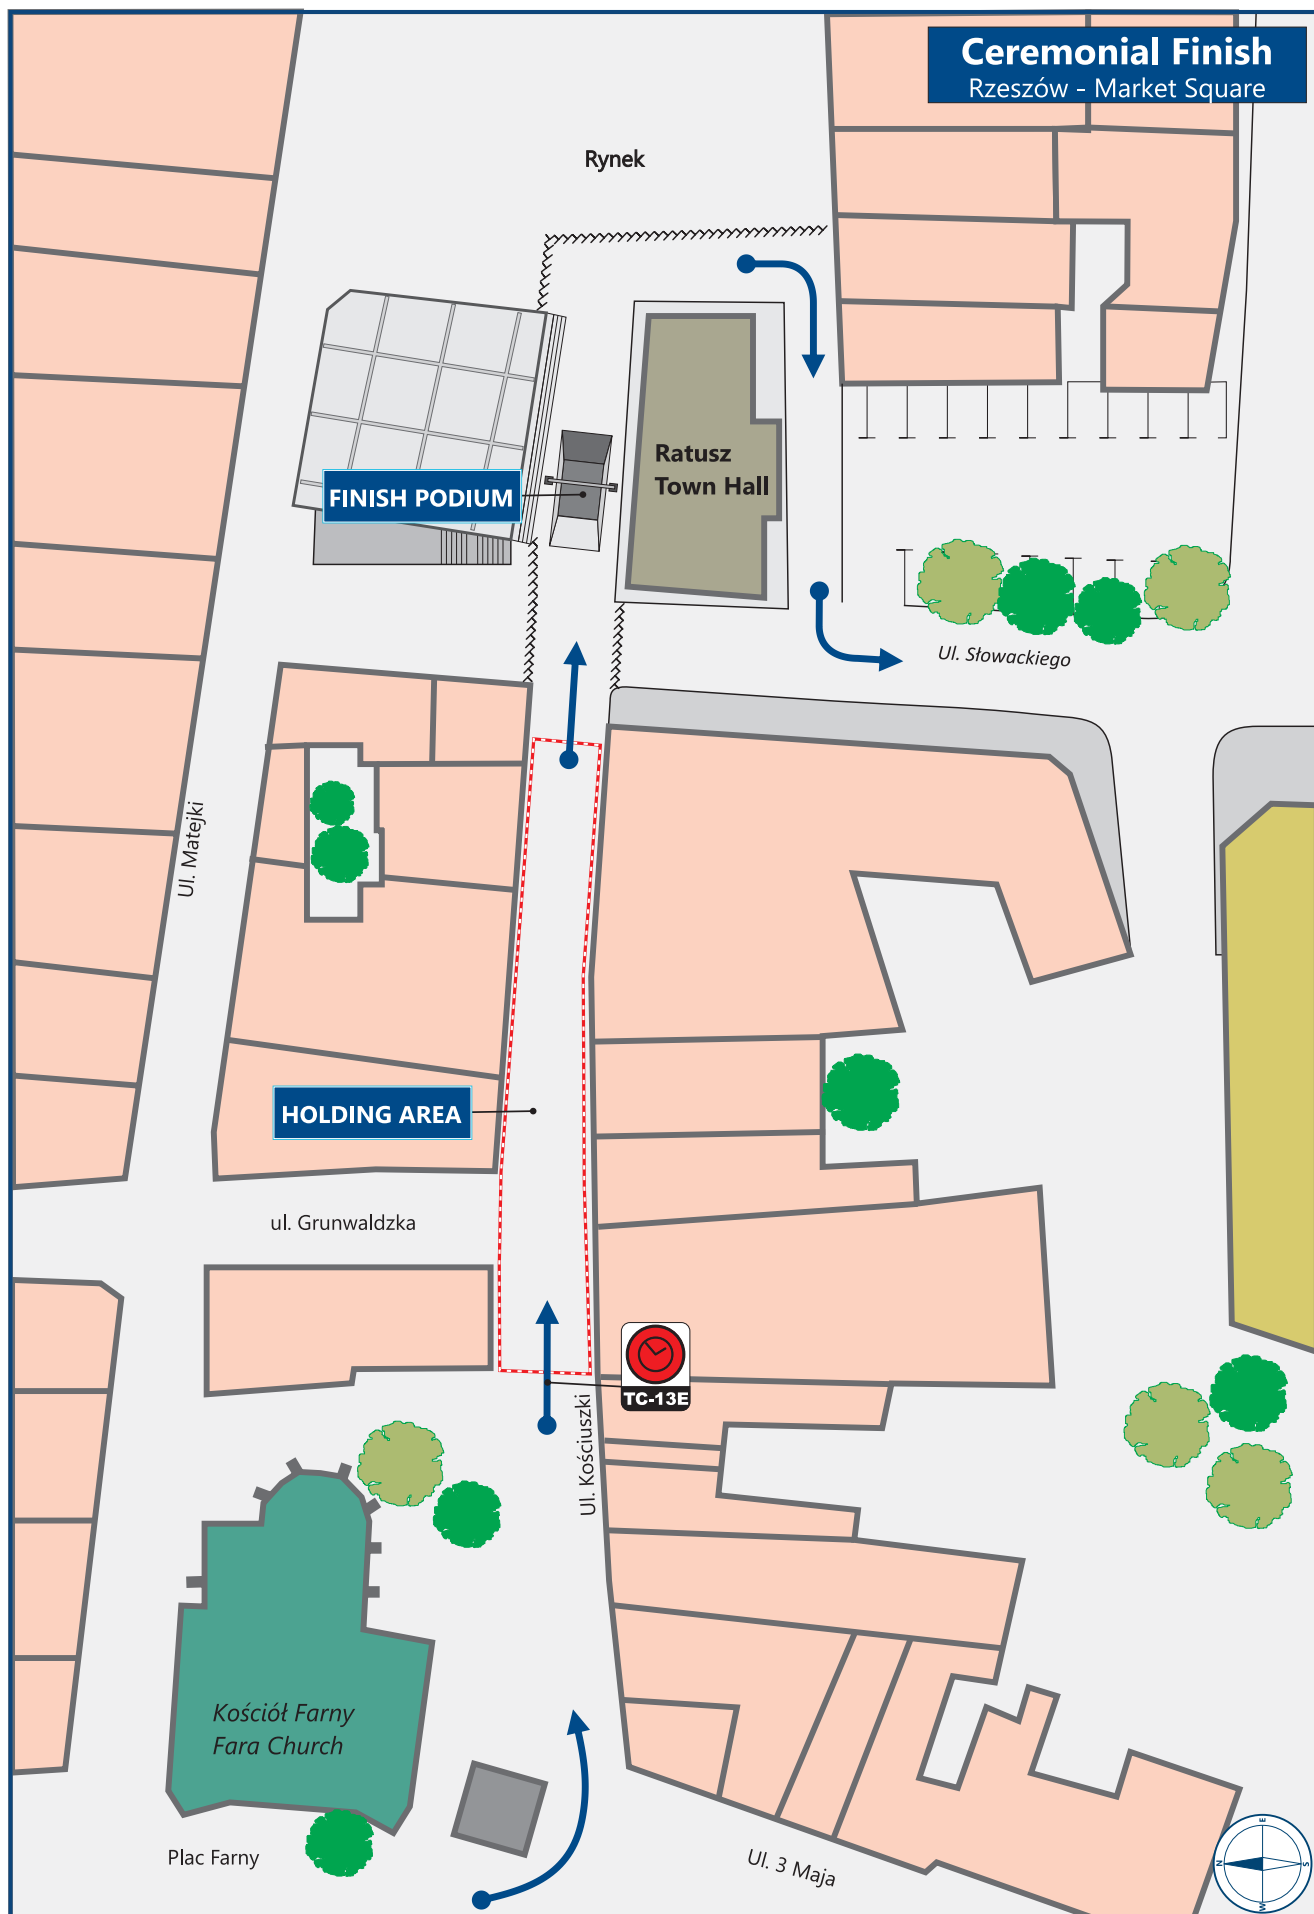 Ceremonial Finish
Rzeszów - Market Square
Rynek
Ratusz
Town Hall
FINISH PODIUM
Ul. Słowackiego
Ul. Matejki
HOLDING AREA
ul. Grunwaldzka
TC-13E
Ul. Kościuszki
Kościół Farny
Fara Church
Plac Farny
Ul. 3 Maja
E
N
S
W